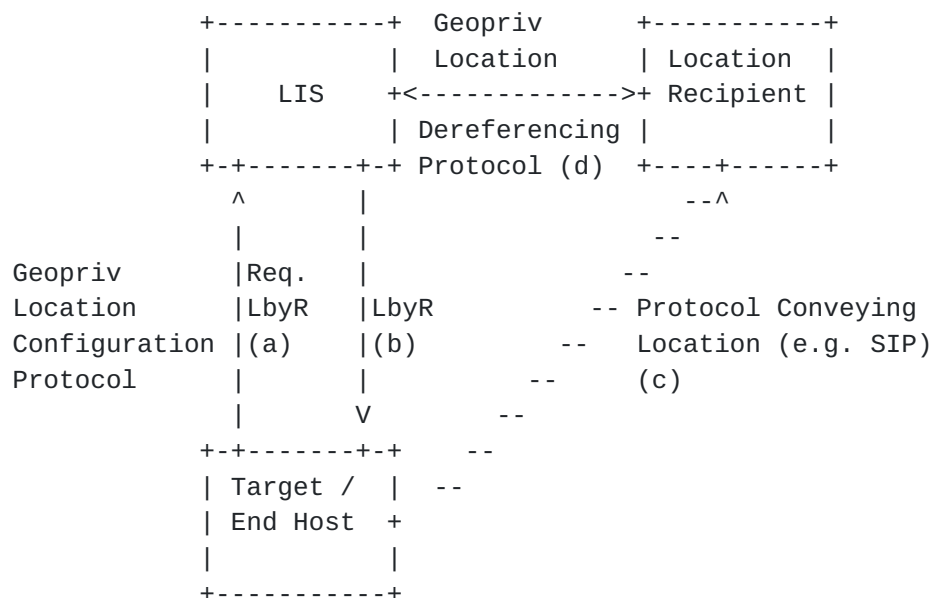 Geopriv
Location Location
LIS Recipient
Dereferencing
Protocol (d)
Geopriv Req.
Location LbyR LbyR Protocol Conveying
Configuration (a) (b) Location (e.g. SIP)
Protocol (c)
Target /
End Host